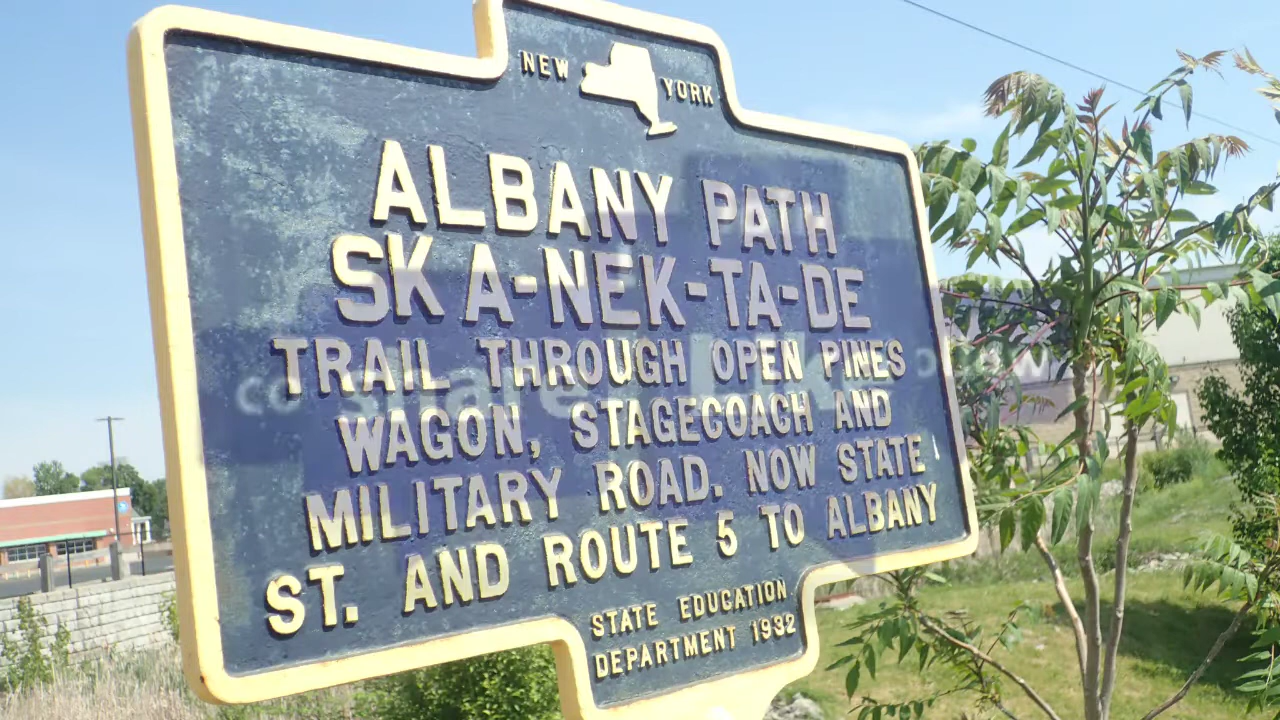 NEW YORK
ALBANY PATH
SKA-NEK-TA-DE
TRAIL THROUGH OPEN PINES
WAGON, STAGECOACH AND
MILITARY ROAD. NOW STATE
ST. AND ROUTE 5 TO ALBANY
STATE EDUCATION
DEPARTMENT 1932